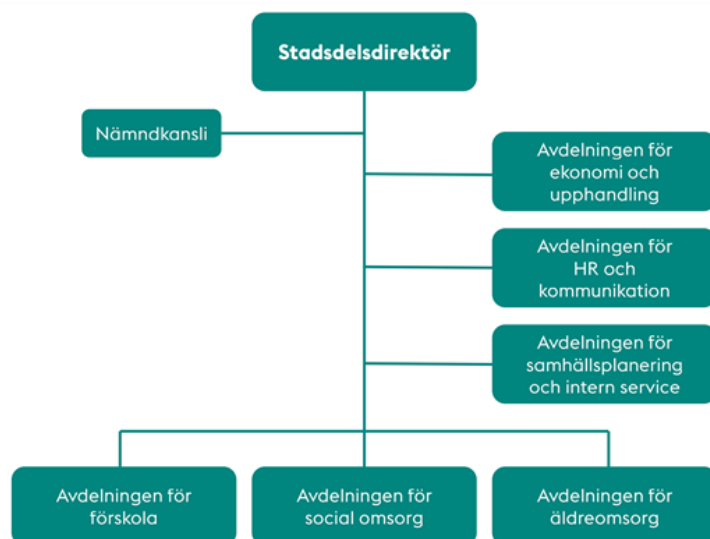 Stadsdelsdirektör
Nämndkansli
Avdelningen för
ekonomi och
upphandling
Avdelningen för
HR och
kommunikation
Avdelningen för
samhällsplanering
och intern service
Avdelningen för
förskola
Avdelningen för
social omsorg
Avdelningen för
äldreomsorg